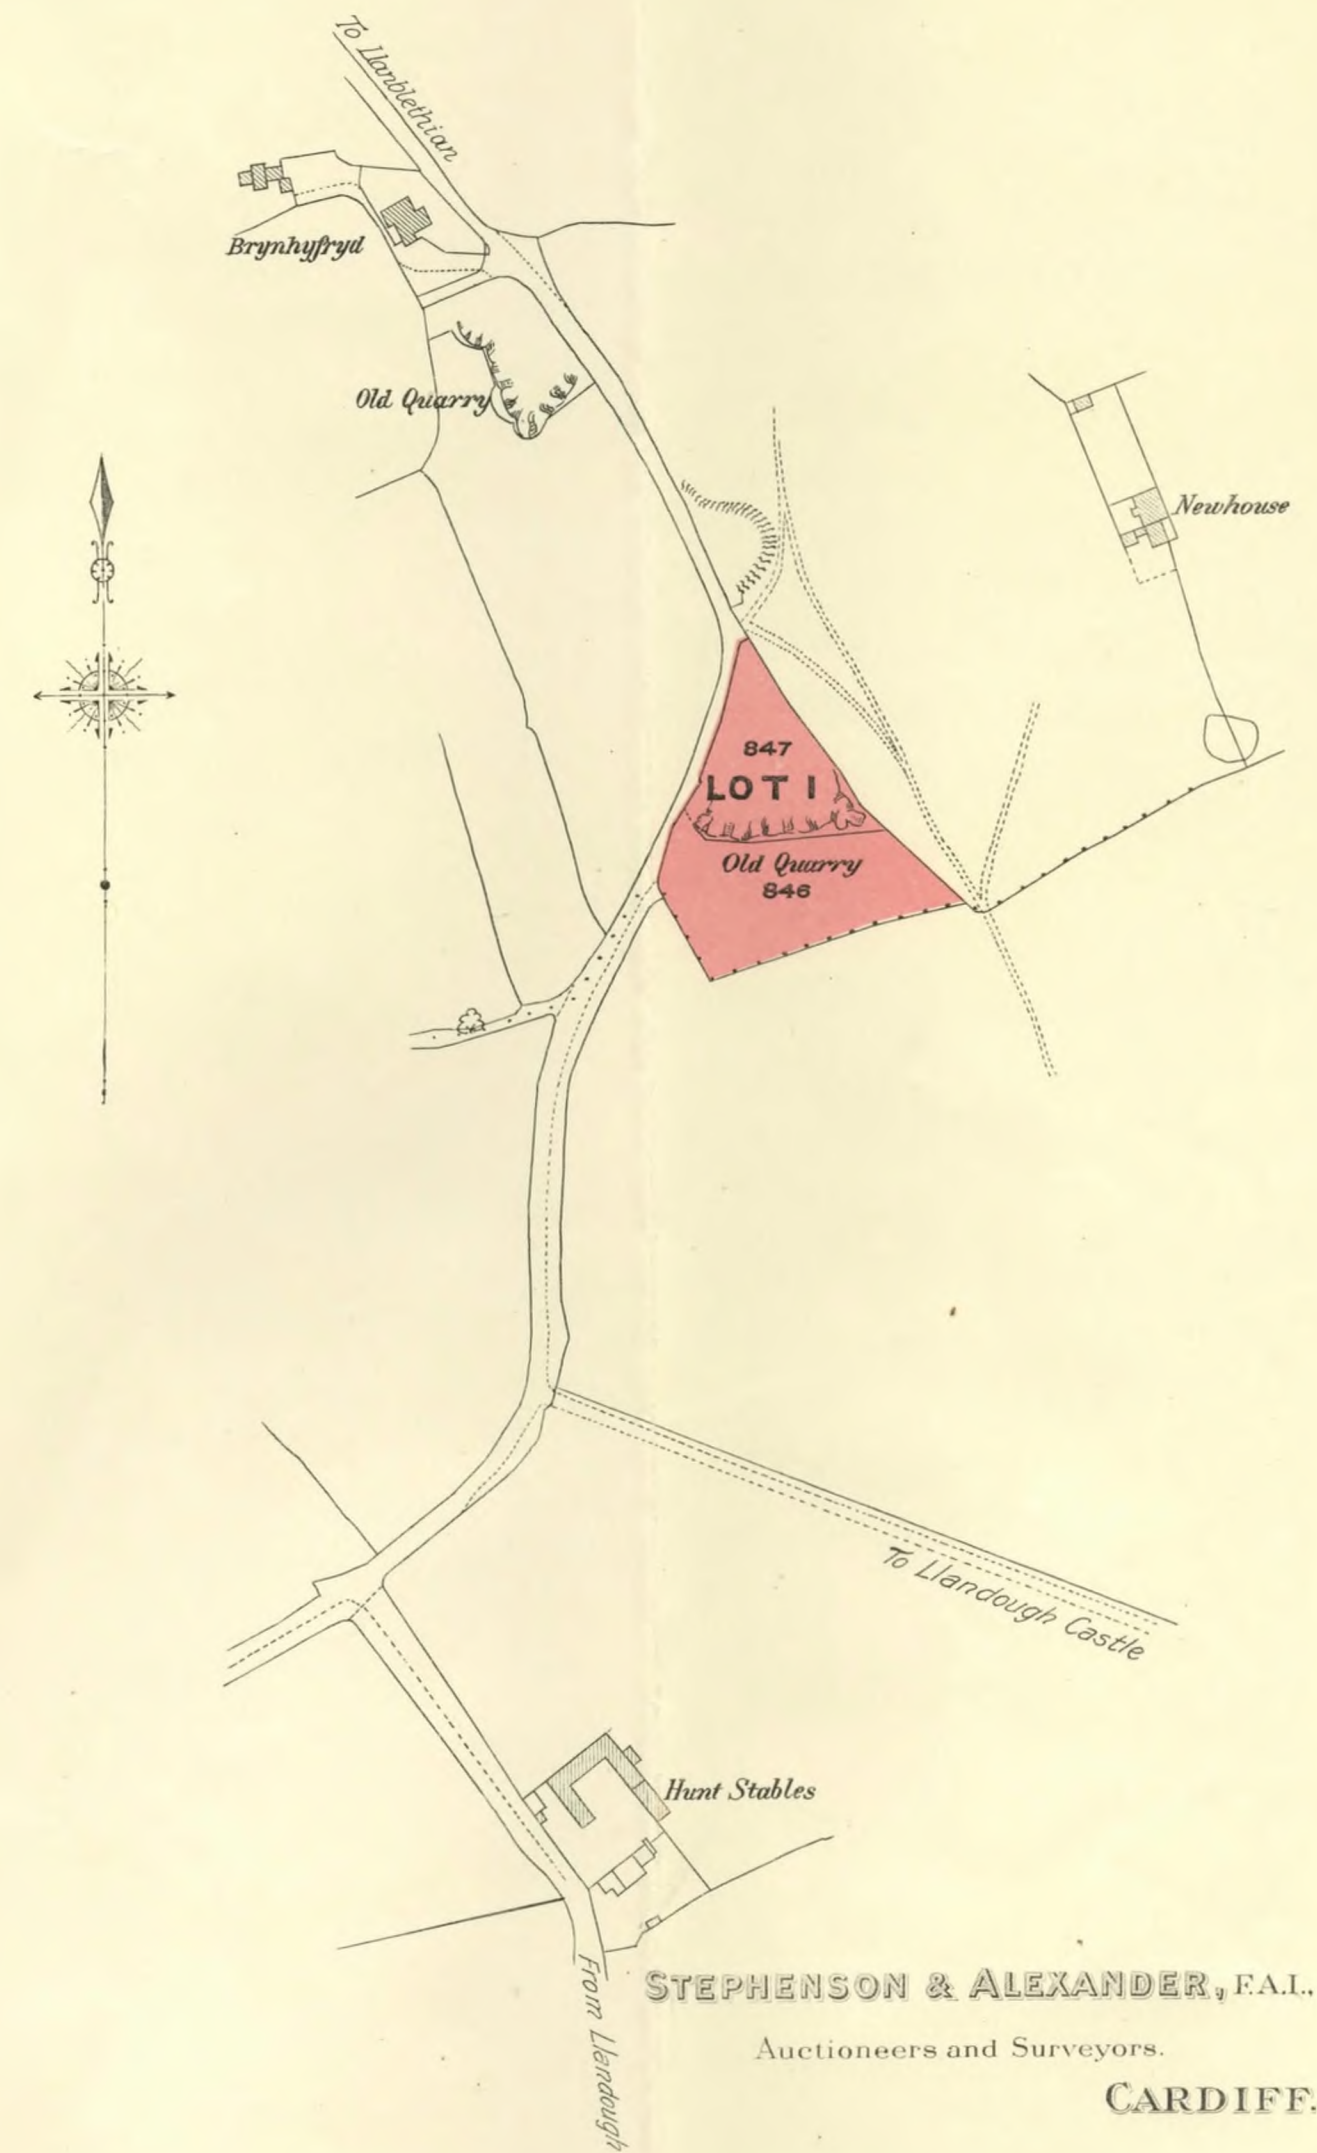 To Llanblethian
Brynhyfryd
Old Quarry
Newhouse
847
LOT 1
Old Quarry
846
To Llandough Castle
Hunt Stables
From Llandough
STEPHENSON & ALEXANDER, F.A.I.,
Auctioneers and Surveyors.
CARDIFF.